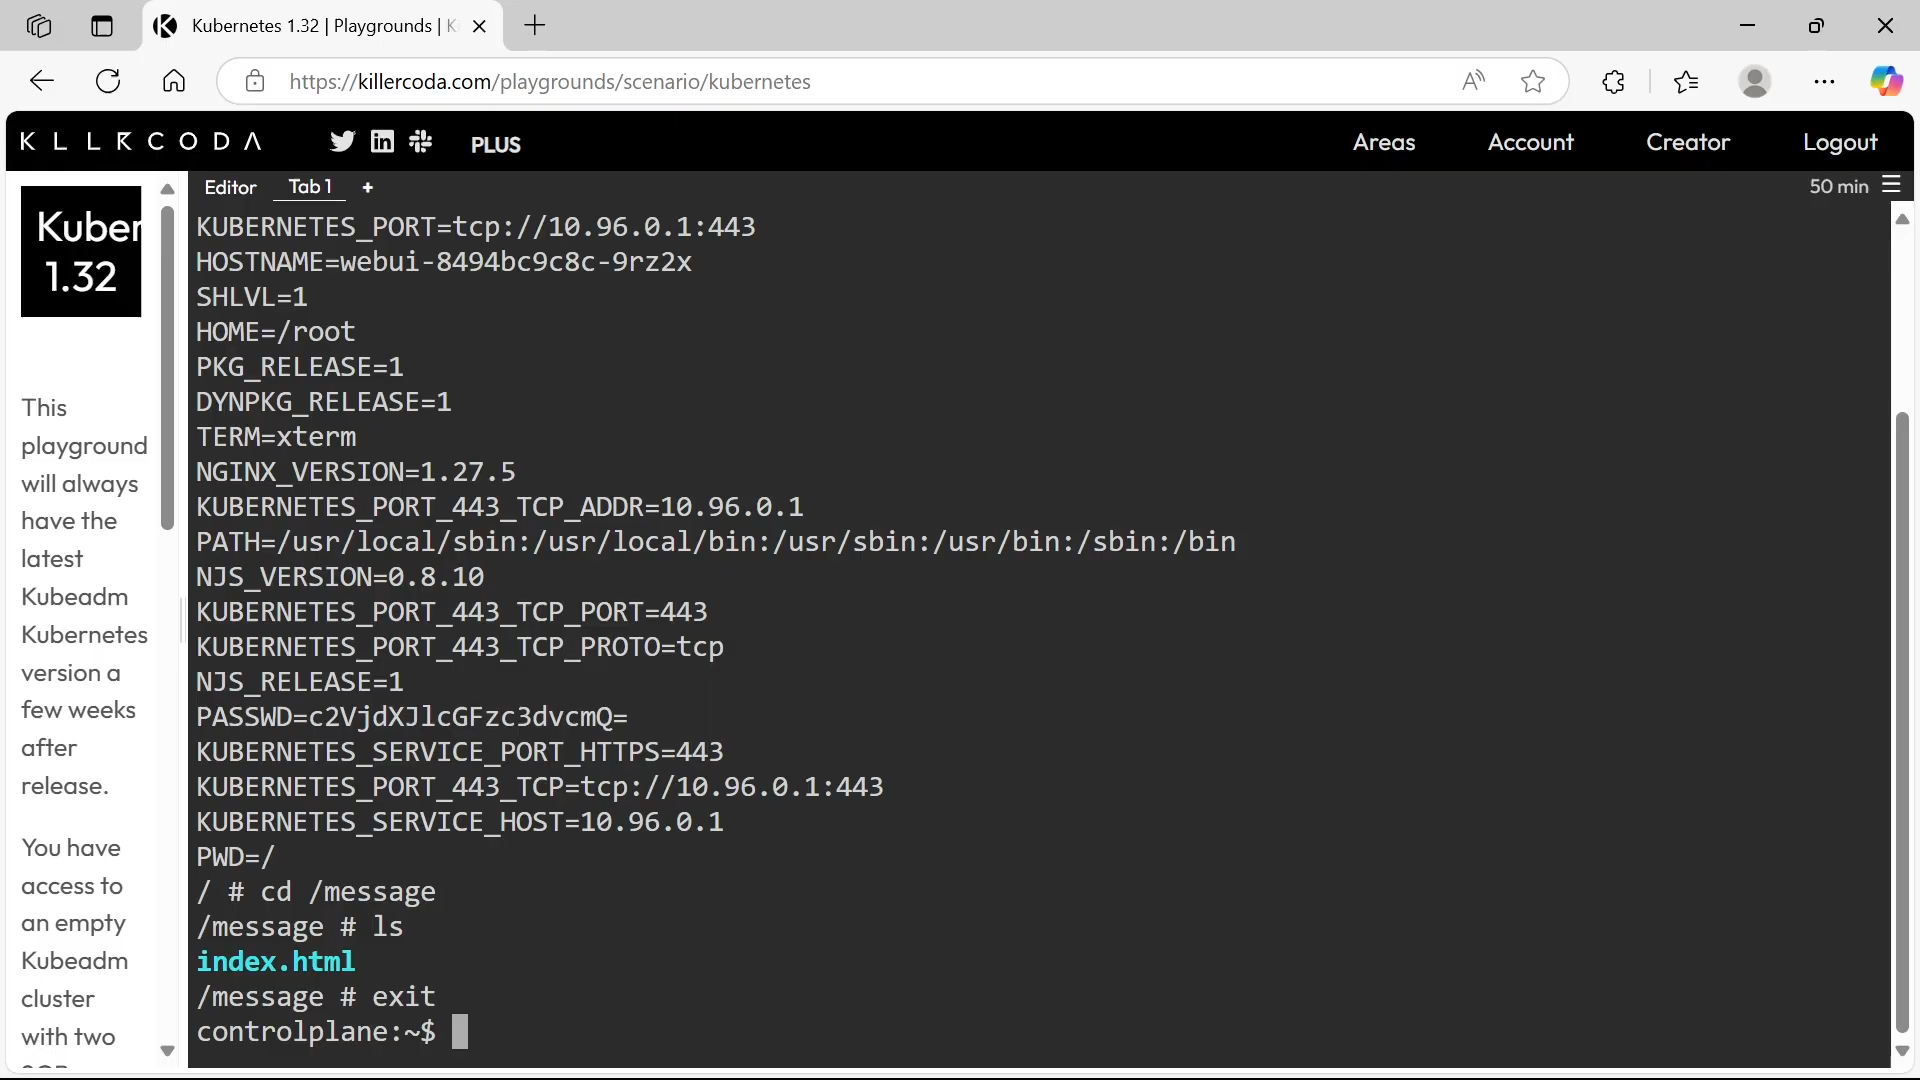 Kubernetes 1.32 | Playgrounds | K
https://killercoda.com/playgrounds/scenario/kubernetes
KLLRCODA
PLUS
Areas
Account
Creator
Logout
Kuber
1.32
This
playground
will always
have the
latest
Kubeadm
Kubernetes
version a
few weeks
after
release.
You have
access to
an empty
Kubeadm
cluster
with two
Editor
Tab 1
+
50 min
KUBERNETES_PORT=tcp://10.96.0.1:443
HOSTNAME=webui-8494bc9c8c-9rz2x
SHLVL=1
HOME=/root
PKG_RELEASE=1
DYNPKG_RELEASE=1
TERM=xterm
NGINX_VERSION=1.27.5
KUBERNETES_PORT_443_TCP_ADDR=10.96.0.1
PATH=/usr/local/sbin:/usr/local/bin:/usr/sbin:/usr/bin:/sbin:/bin
NJS_VERSION=0.8.10
KUBERNETES_PORT_443_TCP_PORT=443
KUBERNETES_PORT_443_TCP_PROTO=tcp
NJS_RELEASE=1
PASSWD=c2VjdXJlcGFzc3dvcmQ=
KUBERNETES_SERVICE_PORT_HTTPS=443
KUBERNETES_PORT_443_TCP=tcp://10.96.0.1:443
KUBERNETES_SERVICE_HOST=10.96.0.1
PWD=/
/ # cd /message
/message # ls
index.html
/message # exit
controlplane:~$